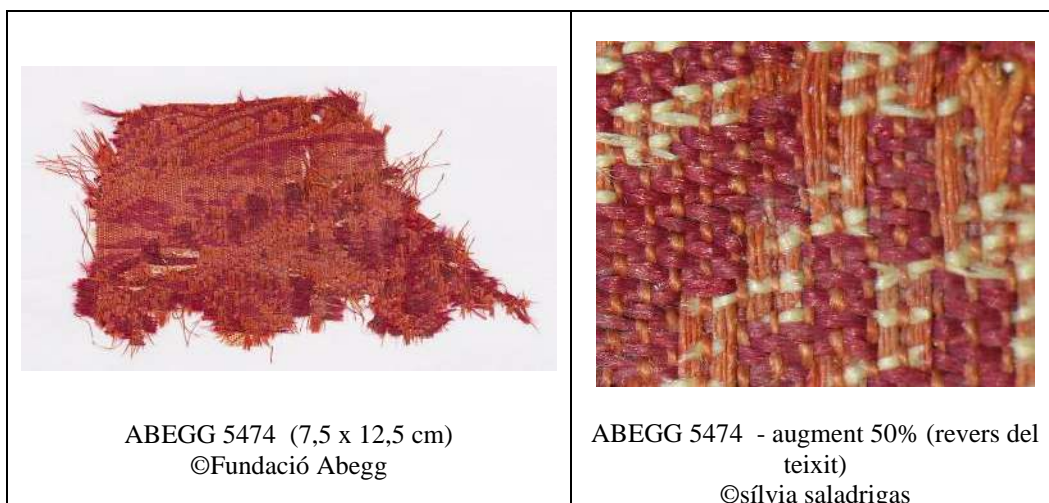 ABEGG 5474 (7,5 x 12,5 cm)
©Fundació Abegg
ABEGG 5474 - augment 50% (revers del
teixit)
©sílvia saladrigas